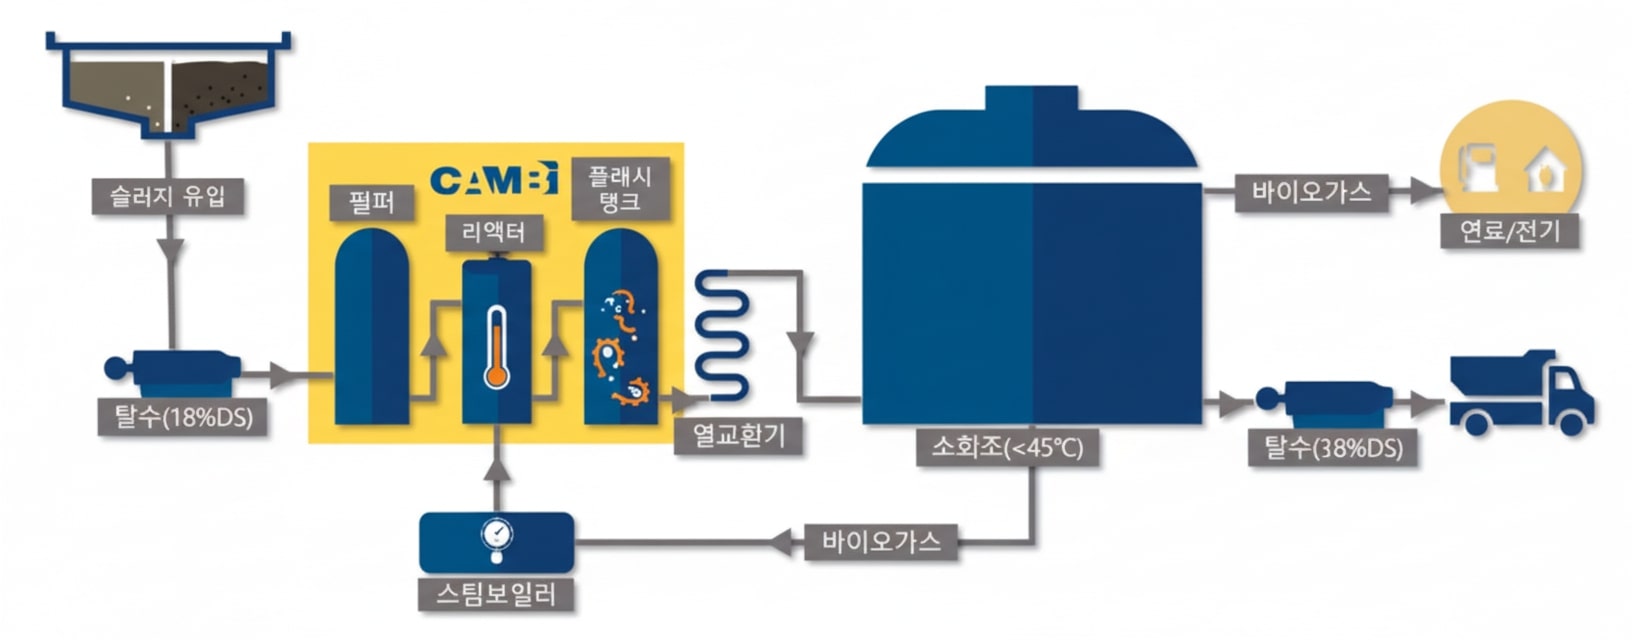 슬러지 유입
탈수(18%DS)
CAMBI
펄퍼
리액터
플래시
탱크
열교환기
스팀보일러
바이오가스
소화조(<45℃)
바이오가스
연료/전기
탈수(38%DS)